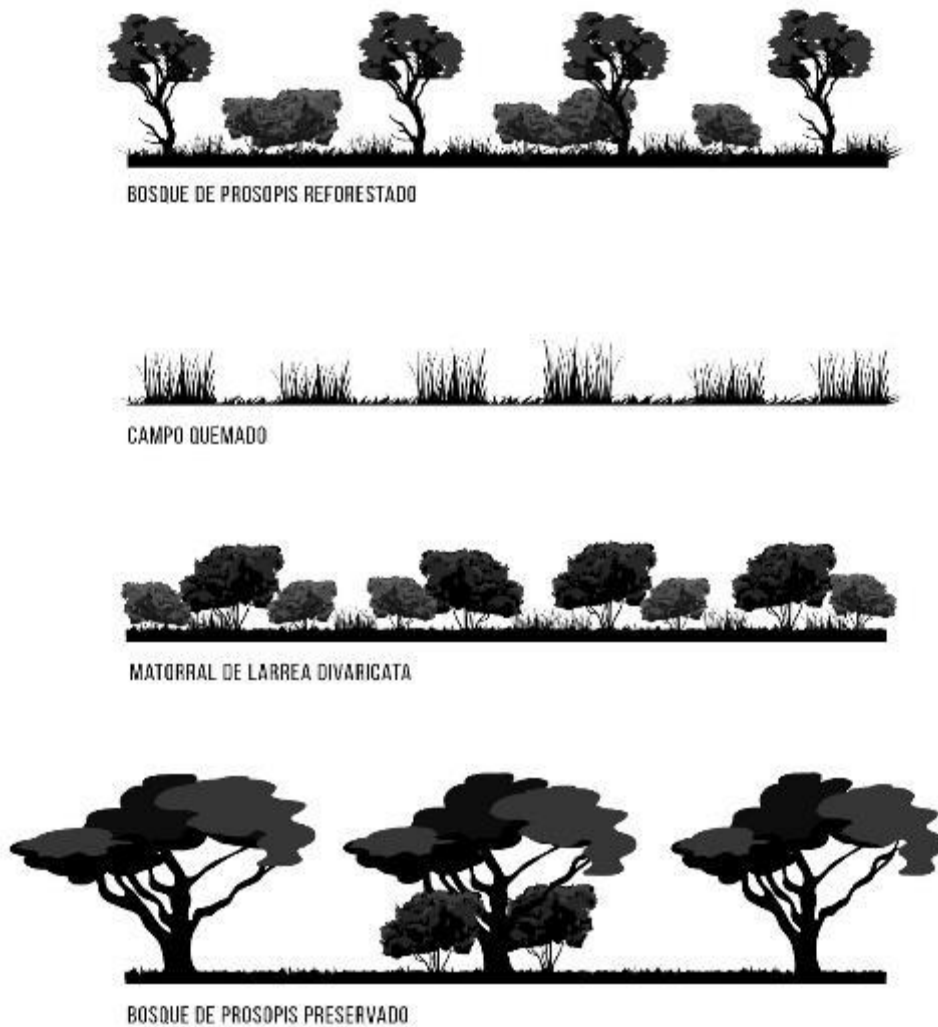 BOSQUE DE PROSOPIS REFORESTADO
CAMPO QUEMADO
MATORRAL DE LARREA DIVARICATA
BOSQUE DE PROSOPIS PRESERVADO